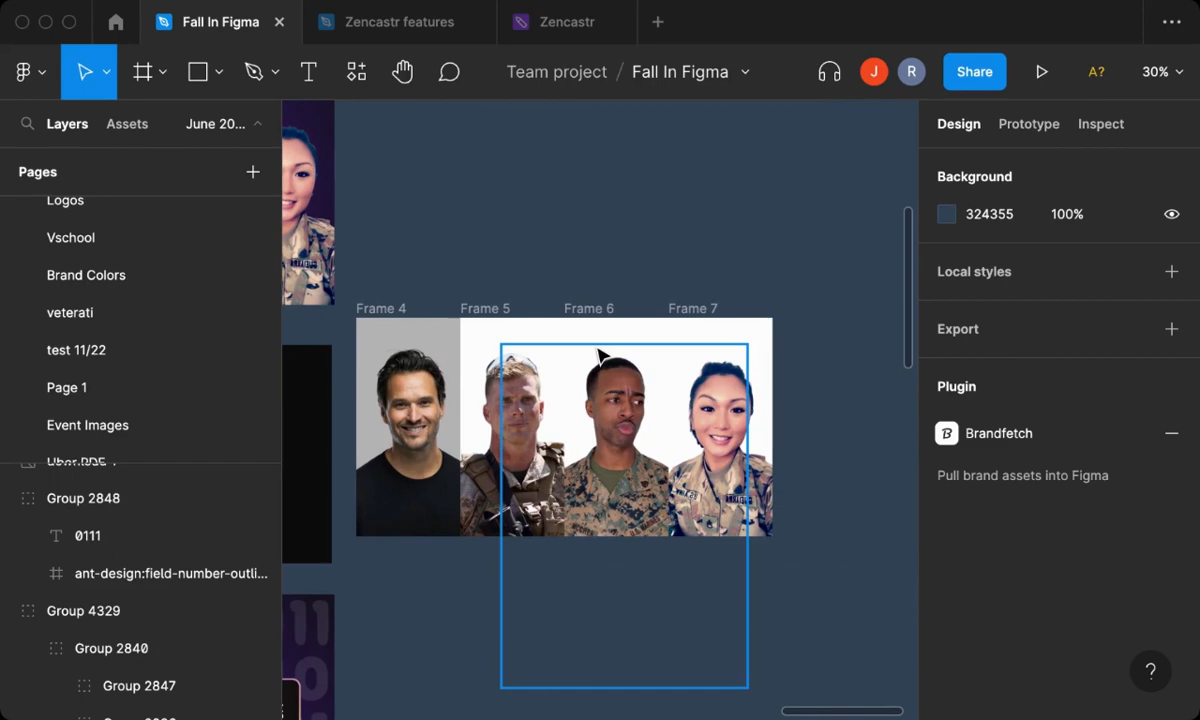 Fall In Figma
Zencastr features
Zencastr
Team project / Fall In Figma
J
R
Share
A?
30%
Layers
Assets
June 20...
Pages
Logos
Vschool
Brand Colors
veterati
test 11/22
Page 1
Event Images
Group 2848
0111
ant-design:field-number-outli...
Group 4329
Group 2840
Group 2847
Frame 4
Frame 5
Frame 6
Frame 7
Design
Prototype
Inspect
Background
324355
100%
Local styles
Export
Plugin
B
Brandfetch
Pull brand assets into Figma
?